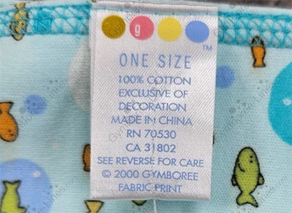 g
TM
ONE SIZE
100% COTTON
EXCLUSIVE OF
DECORATION
MADE IN CHINA
RN 70530
CA 31802
SEE REVERSE FOR CARE
© 2000 GYMBOREE
FABRIC PRINT